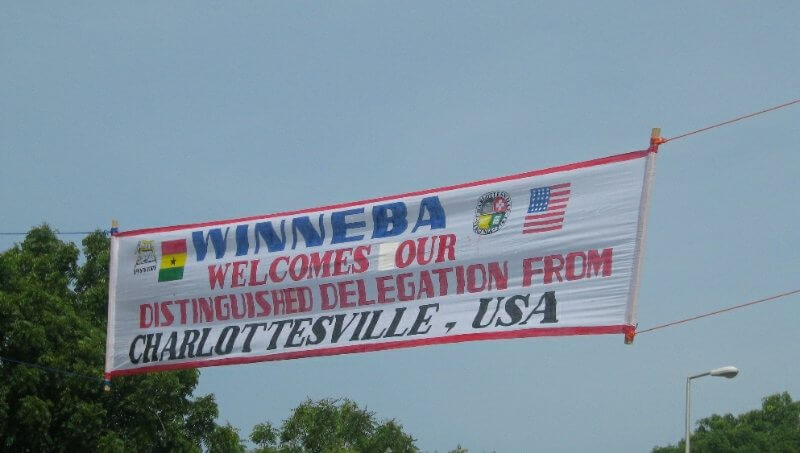 WINNEBA
WELCOMES OUR
DISTINGUISHED DELEGATION FROM
CHARLOTTESVILLE, USA